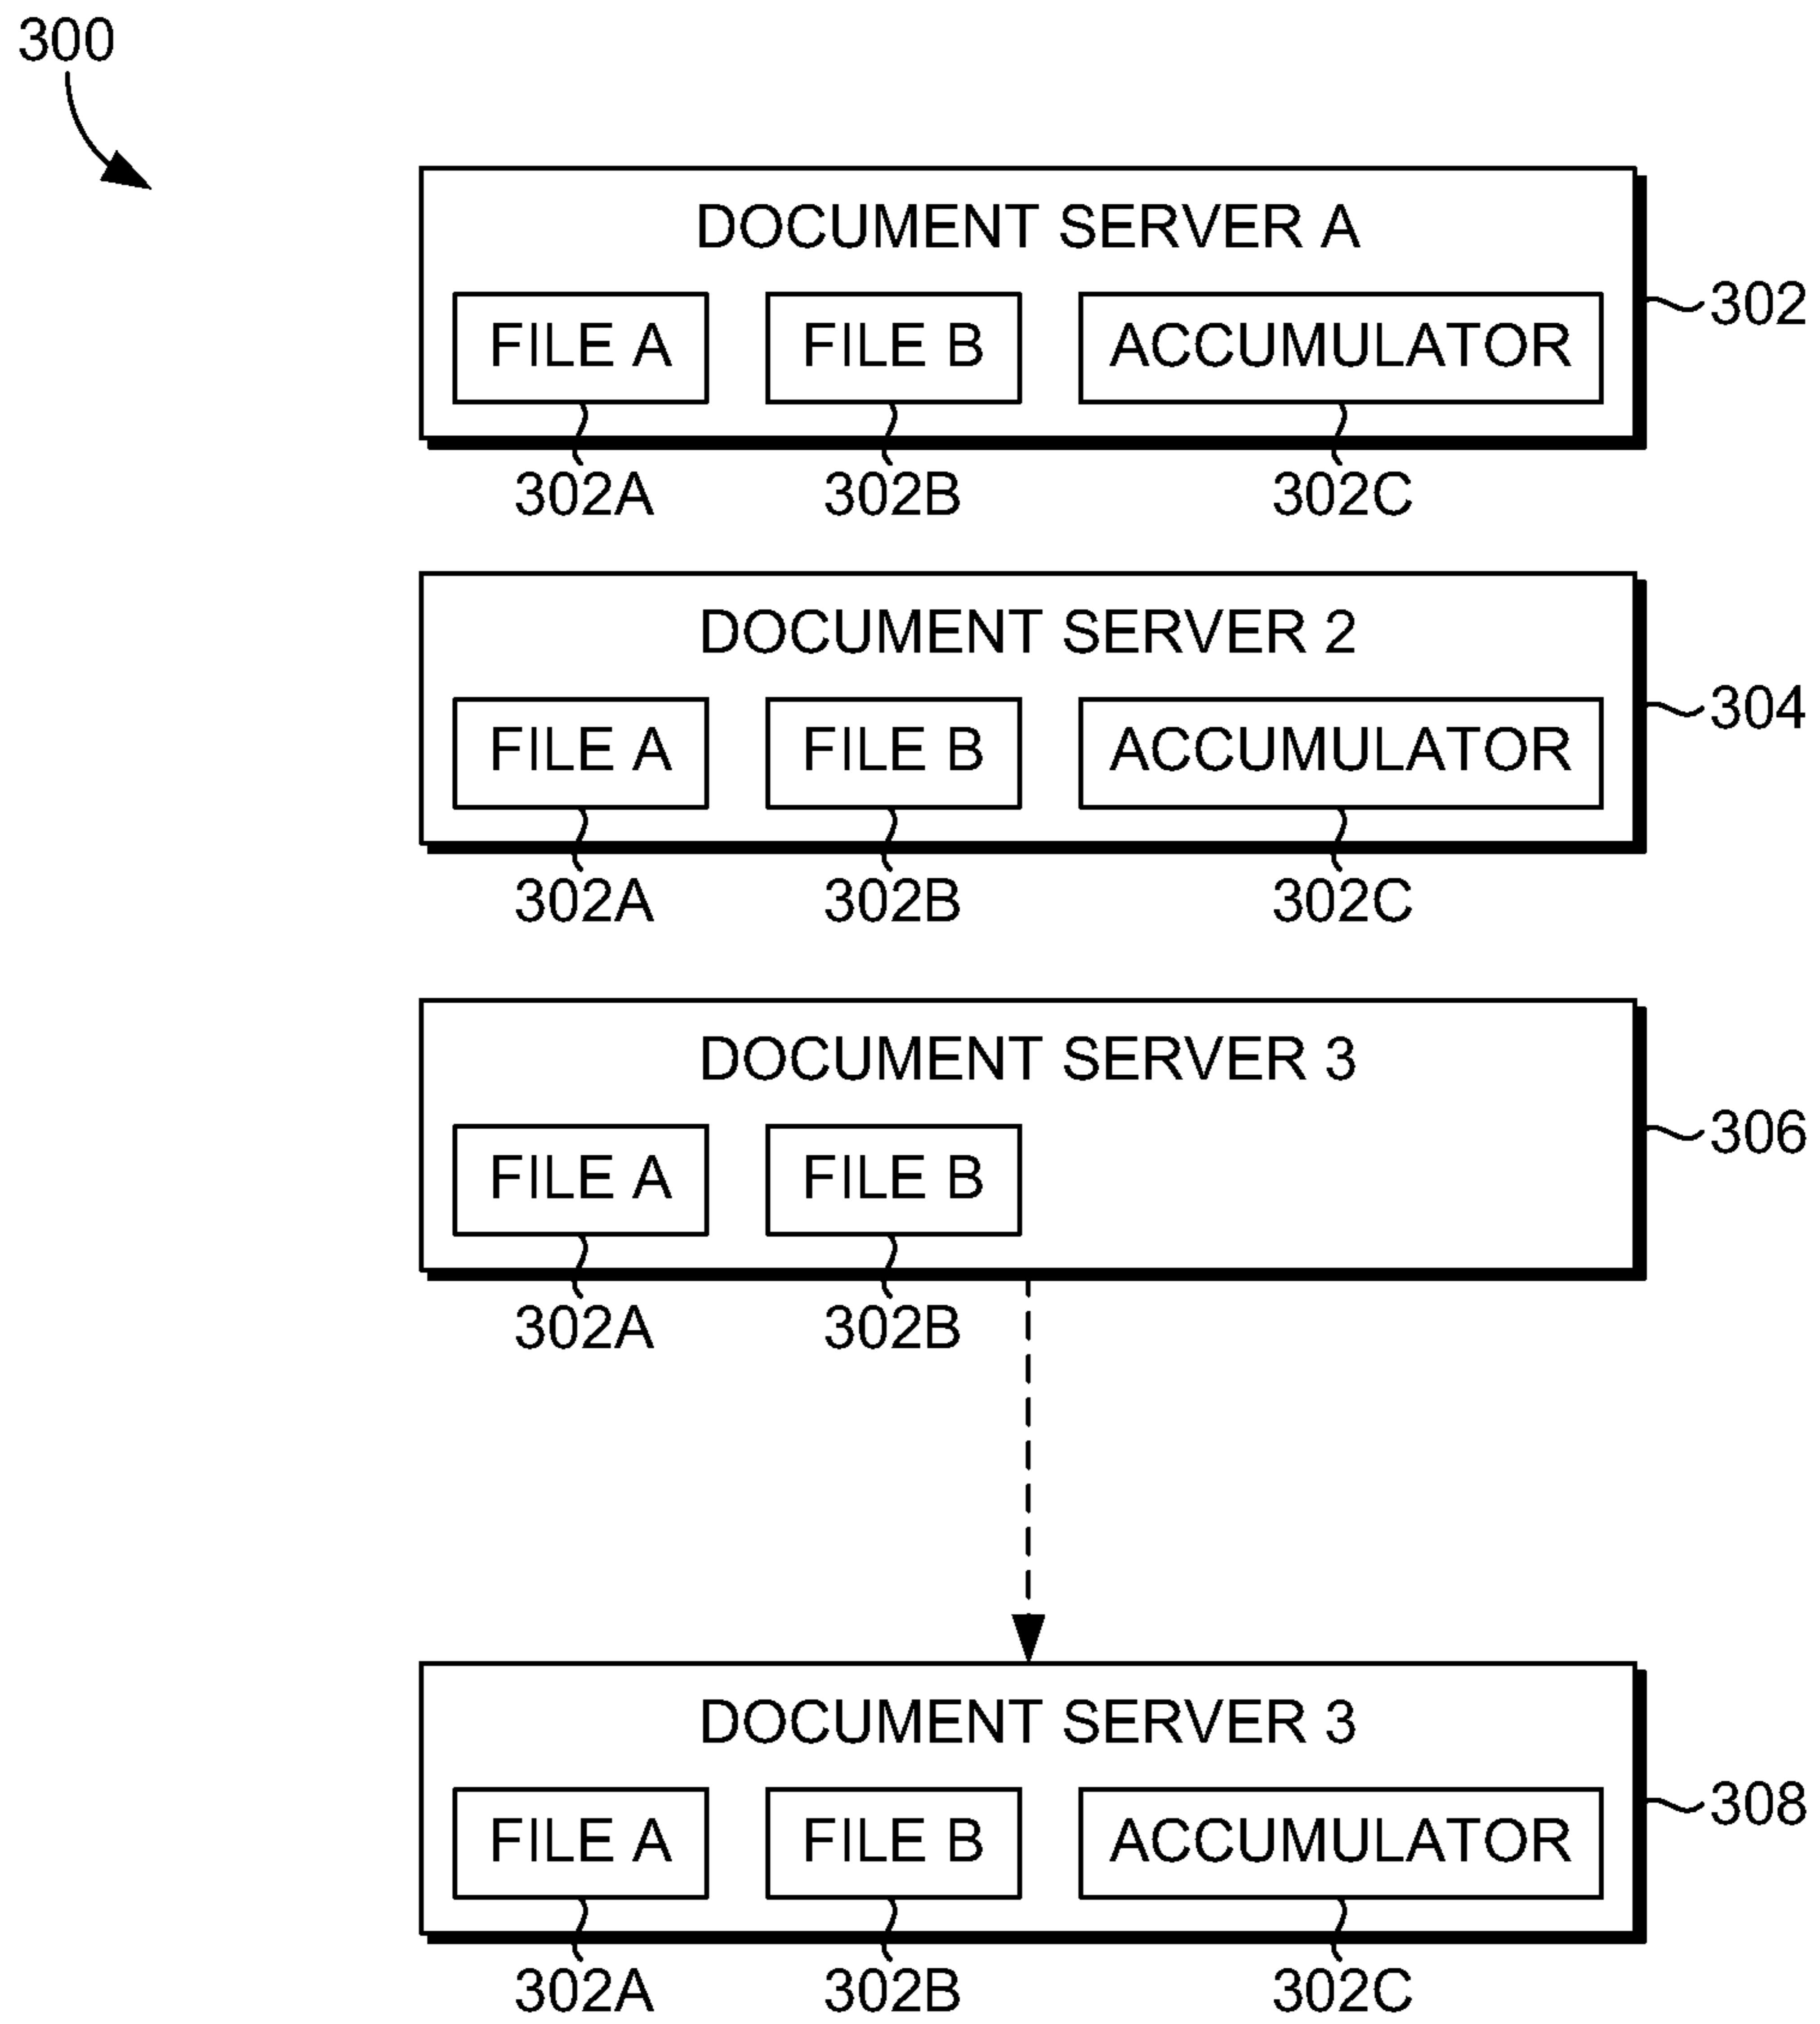 300
DOCUMENT SERVER A
FILE A FILE B ACCUMULATOR
302
302A 302B 302C
DOCUMENT SERVER 2
FILE A FILE B ACCUMULATOR
304
302A 302B 302C
DOCUMENT SERVER 3
FILE A FILE B
306
302A 302B
DOCUMENT SERVER 3
FILE A FILE B ACCUMULATOR
308
302A 302B 302C